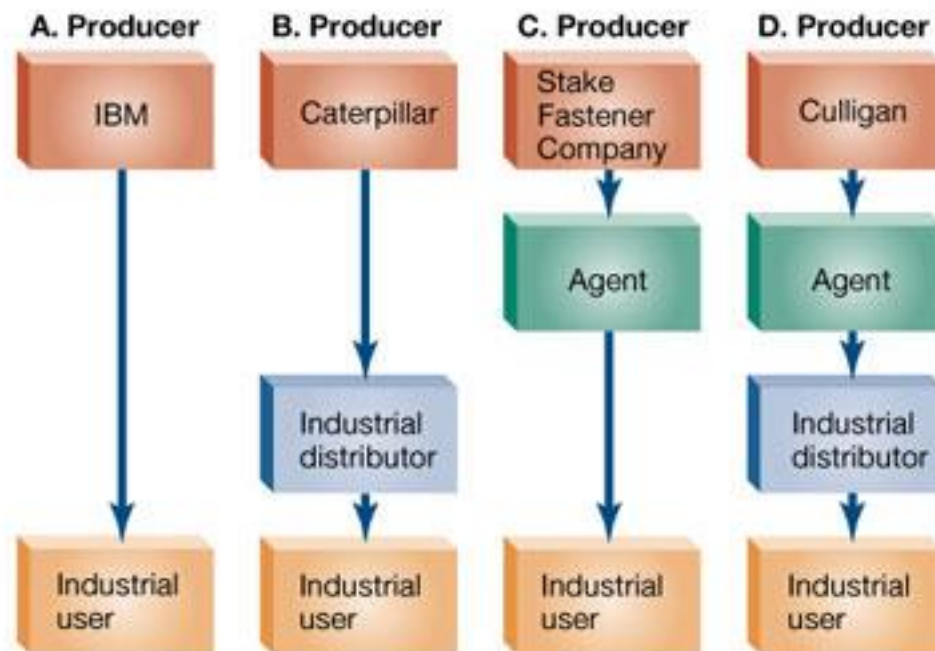 A. Producer
B. Producer
C. Producer
D. Producer
IBM
Caterpillar
Stake
Fastener
Company
Culligan
Agent
Agent
Industrial
distributor
Industrial
distributor
Industrial
user
Industrial
user
Industrial
user
Industrial
user